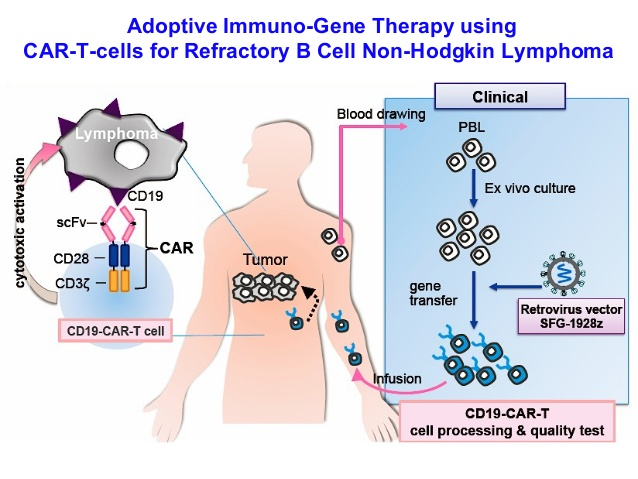 Adoptive Immuno-Gene Therapy using
CAR-T-cells for Refractory B Cell Non-Hodgkin Lymphoma
Lymphoma
CD19
scFv
CAR
CD28
CD3ζ
cytotoxic activation
CD19-CAR-T cell
Tumor
Blood drawing
Clinical
PBL
Ex vivo culture
gene
transfer
Retrovirus vector
SFG-1928z
Infusion
CD19-CAR-T
cell processing & quality test